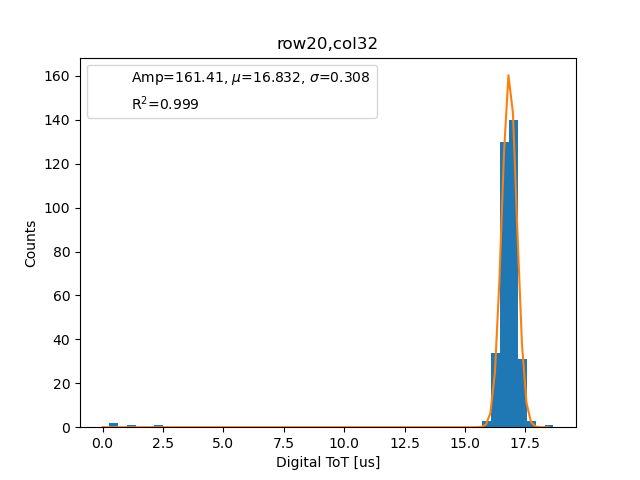 row20,col32
Amp=161.41, μ=16.832, σ=0.308
R²=0.999
160
140
120
100
80
60
40
20
0
Counts
0.0 2.5 5.0 7.5 10.0 12.5 15.0 17.5
Digital ToT [us]